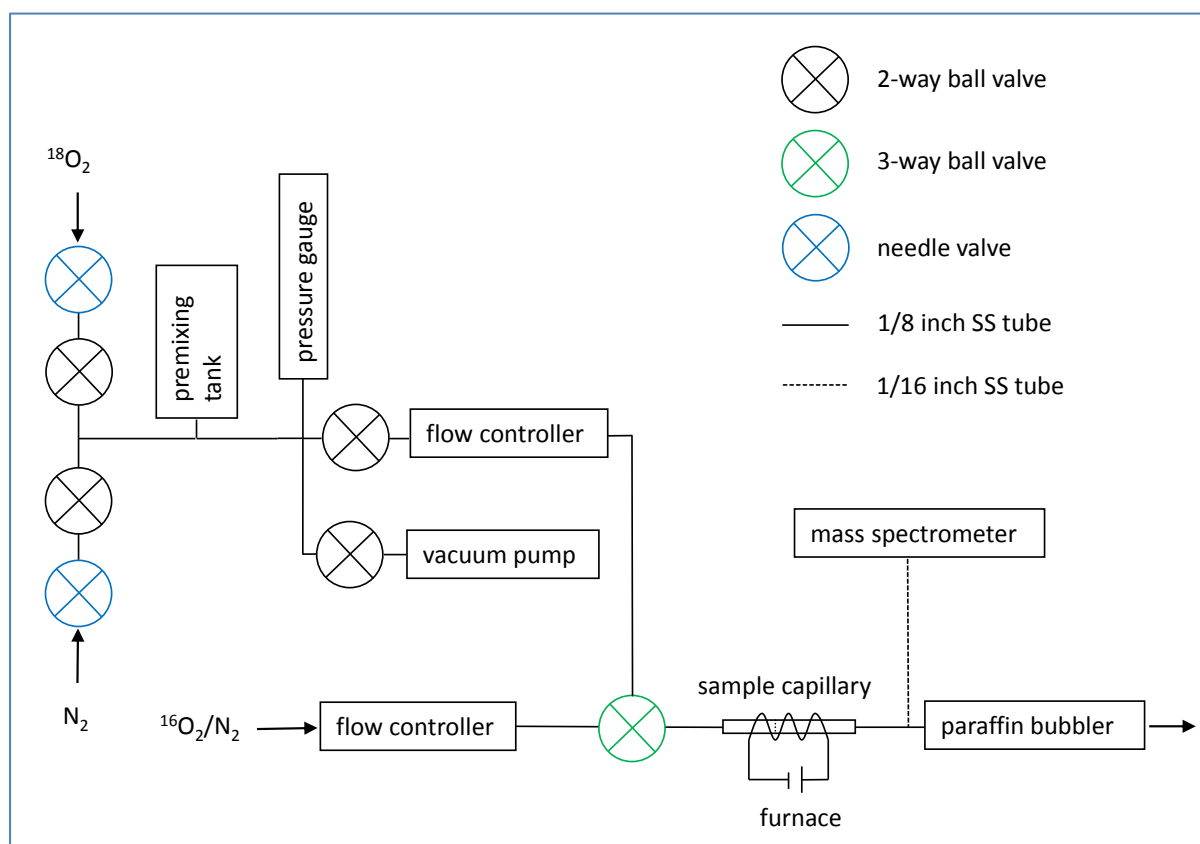 2-way ball valve
3-way ball valve
needle valve
1/8 inch SS tube
1/16 inch SS tube
¹⁸O₂
premixing
tank
pressure gauge
flow controller
vacuum pump
mass spectrometer
N₂
¹⁶O₂/N₂
flow controller
sample capillary
paraffin bubbler
furnace